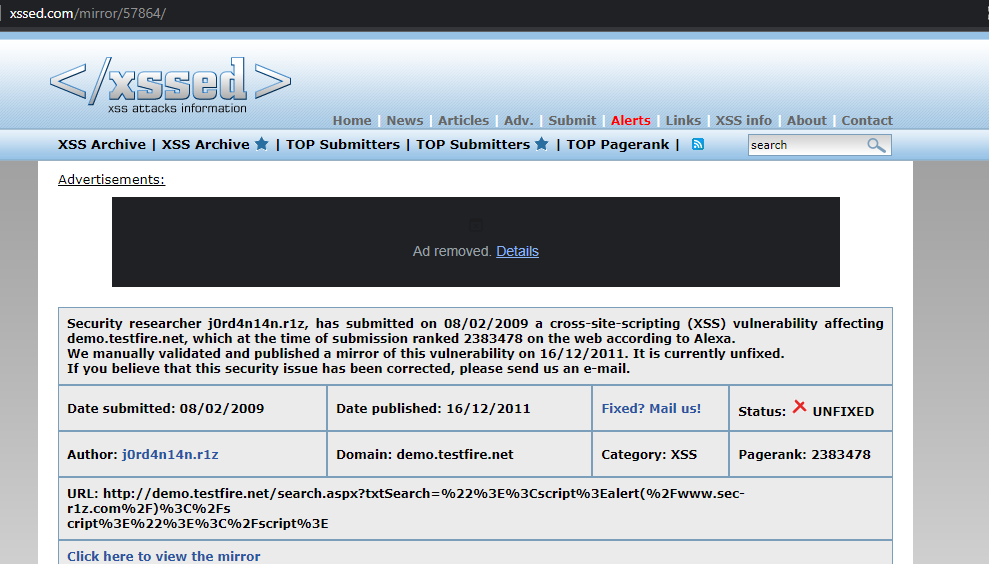 xssed.com/mirror/57864/
</xssed>
xss attacks information
Home | News | Articles | Adv. | Submit | Alerts | Links | XSS info | About | Contact
XSS Archive | XSS Archive ★ | TOP Submitters | TOP Submitters ★ | TOP Pagerank |
search
Advertisements:
Ad removed. Details
Security researcher j0rd4n14n.r1z, has submitted on 08/02/2009 a cross-site-scripting (XSS) vulnerability affecting
demo.testfire.net, which at the time of submission ranked 2383478 on the web according to Alexa.
We manually validated and published a mirror of this vulnerability on 16/12/2011. It is currently unfixed.
If you believe that this security issue has been corrected, please send us an e-mail.
Date submitted: 08/02/2009
Date published: 16/12/2011
Fixed? Mail us!
Status: ✗ UNFIXED
Author: j0rd4n14n.r1z
Domain: demo.testfire.net
Category: XSS
Pagerank: 2383478
URL: http://demo.testfire.net/search.aspx?txtSearch=%22%3E%3Cscript%3Ealert(%2Fwww.sec-
r1z.com%2F)%3C%2Fs
cript%3E%22%3E%3C%2Fscript%3E
Click here to view the mirror